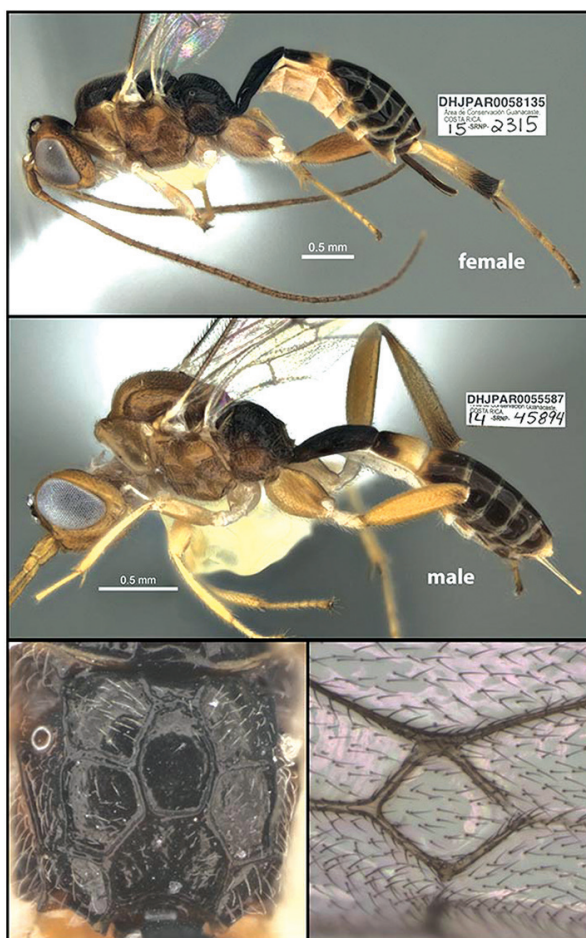 DHJPAR0058135
Area de Conservación Guanacaste,
COSTA RICA.
15 -SRNP- 2315
0.5 mm
female
DHJPAR0055587
COSTA RICA.
14 -SRNP- 45894
0.5 mm
male